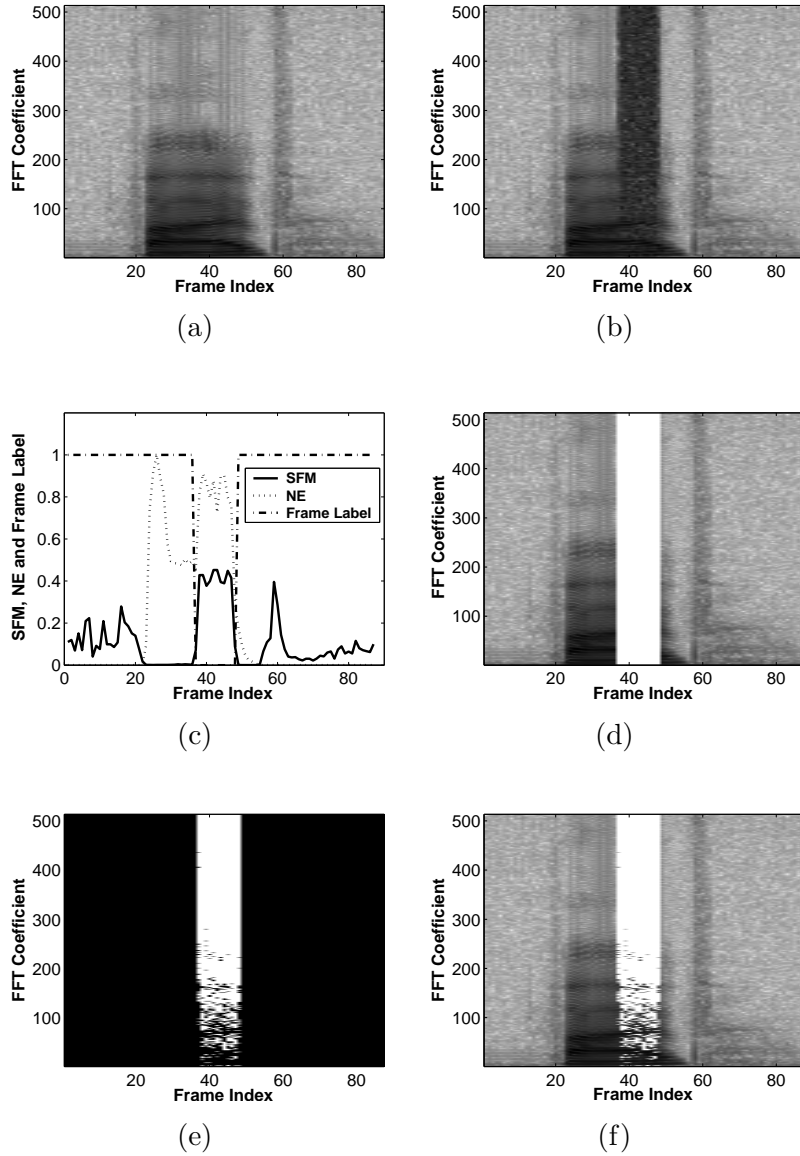 500
400
300
200
100
FFT Coefficient
20 40 60 80
Frame Index
(a)
500
400
300
200
100
FFT Coefficient
20 40 60 80
Frame Index
(b)
1
0.8
0.6
0.4
0.2
0
SFM, NE and Frame Label
SFM
NE
Frame Label
0 20 40 60 80
Frame Index
(c)
500
400
300
200
100
FFT Coefficient
20 40 60 80
Frame Index
(d)
500
400
300
200
100
FFT Coefficient
20 40 60 80
Frame Index
(e)
500
400
300
200
100
FFT Coefficient
20 40 60 80
Frame Index
(f)